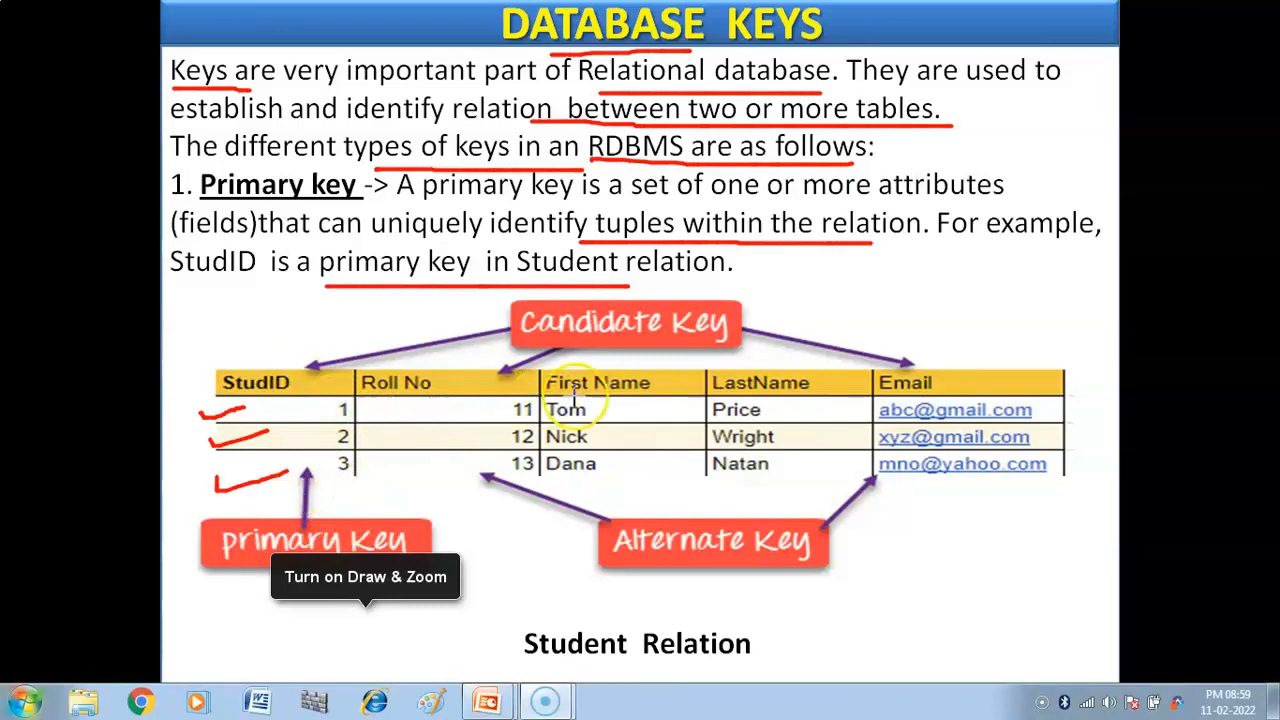 DATABASE KEYS
Keys are very important part of Relational database. They are used to
establish and identify relation between two or more tables.
The different types of keys in an RDBMS are as follows:
1. Primary key -> A primary key is a set of one or more attributes
(fields)that can uniquely identify tuples within the relation. For example,
StudID is a primary key in Student relation.
Candidate Key
StudID Roll No First Name LastName Email
1 11 Tom Price abc@gmail.com
2 12 Nick Wright xyz@gmail.com
3 13 Dana Natan mno@yahoo.com
primary Key Alternate Key
Turn on Draw & Zoom
Student Relation
PM 08:59
11-02-2022